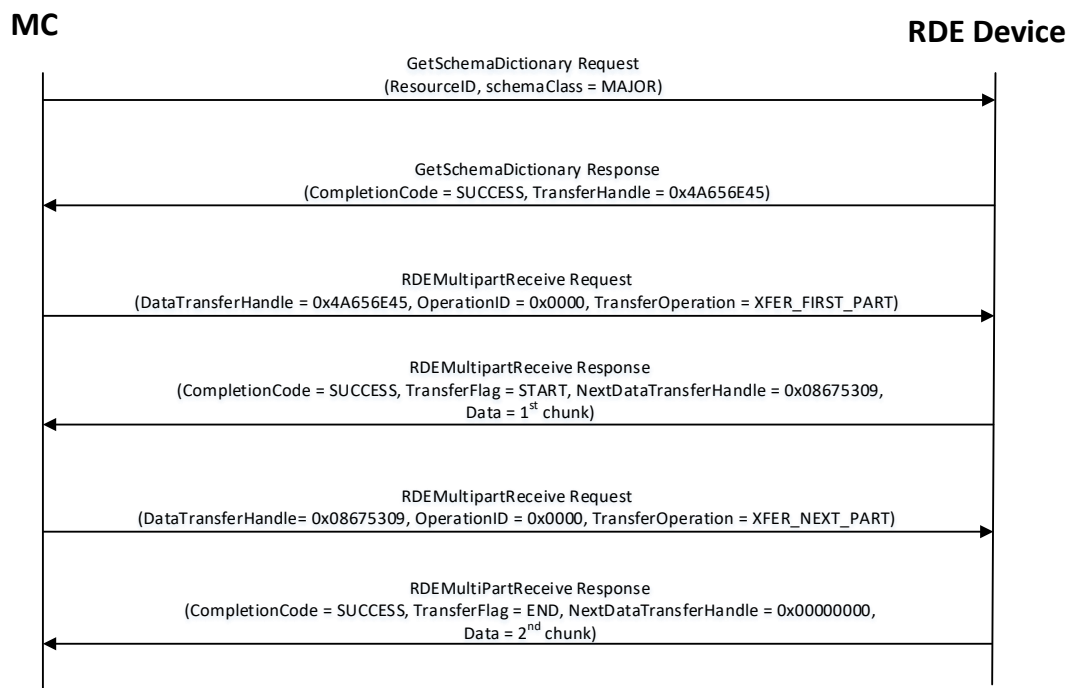 MC
RDE Device
GetSchemaDictionary Request
(ResourceID, schemaClass = MAJOR)
GetSchemaDictionary Response
(CompletionCode = SUCCESS, TransferHandle = 0x4A656E45)
RDEMultipartReceive Request
(DataTransferHandle = 0x4A656E45, OperationID = 0x0000, TransferOperation = XFER_FIRST_PART)
RDEMultipartReceive Response
(CompletionCode = SUCCESS, TransferFlag = START, NextDataTransferHandle = 0x08675309,
Data = 1st chunk)
RDEMultipartReceive Request
(DataTransferHandle= 0x08675309, OperationID = 0x0000, TransferOperation = XFER_NEXT_PART)
RDEMultiPartReceive Response
(CompletionCode = SUCCESS, TransferFlag = END, NextDataTransferHandle = 0x00000000,
Data = 2nd chunk)